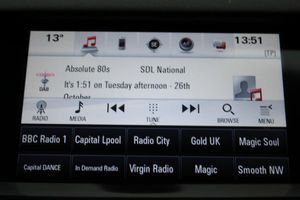 13°
13:51
TP
Absolute 80s SDL National
It's 1:51 on Tuesday afternoon - 26th
October
DAB
RADIO MEDIA TUNE BROWSE MENU
BBC Radio 1 Capital Lpool Radio City Gold UK Magic Soul
Capital DANCE In Demand Radio Virgin Radio Magic Smooth NW